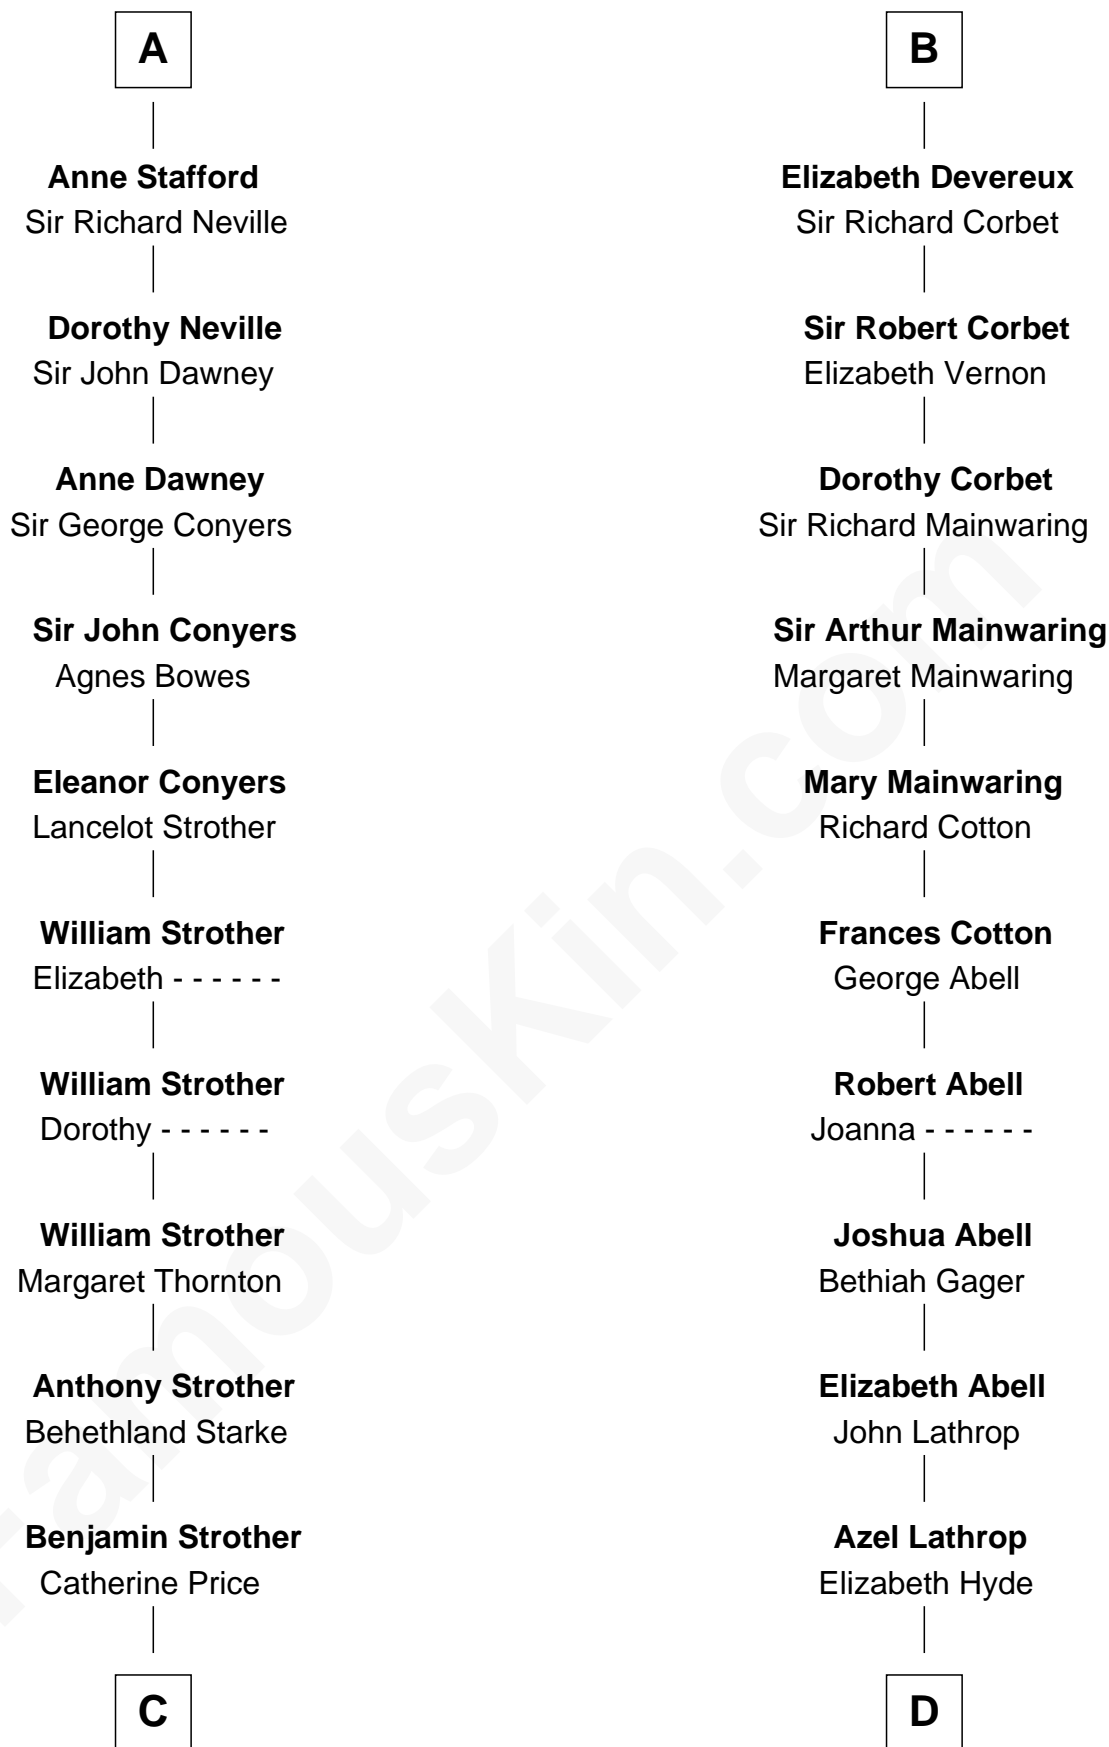 A
Anne Stafford
Sir Richard Neville
Dorothy Neville
Sir John Dawney
Anne Dawney
Sir George Conyers
Sir John Conyers
Agnes Bowes
Eleanor Conyers
Lancelot Strother
William Strother
Elizabeth - - - - - -
William Strother
Dorothy - - - - - -
William Strother
Margaret Thornton
Anthony Strother
Behethland Starke
Benjamin Strother
Catherine Price
C
B
Elizabeth Devereux
Sir Richard Corbet
Sir Robert Corbet
Elizabeth Vernon
Dorothy Corbet
Sir Richard Mainwaring
Sir Arthur Mainwaring
Margaret Mainwaring
Mary Mainwaring
Richard Cotton
Frances Cotton
George Abell
Robert Abell
Joanna - - - - - -
Joshua Abell
Bethiah Gager
Elizabeth Abell
John Lathrop
Azel Lathrop
Elizabeth Hyde
D
FamousKin.com